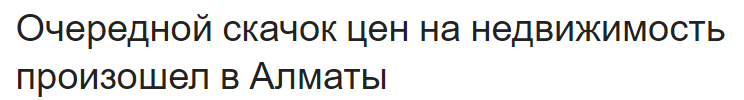 Очередной скачок цен на недвижимость
произошел в Алматы